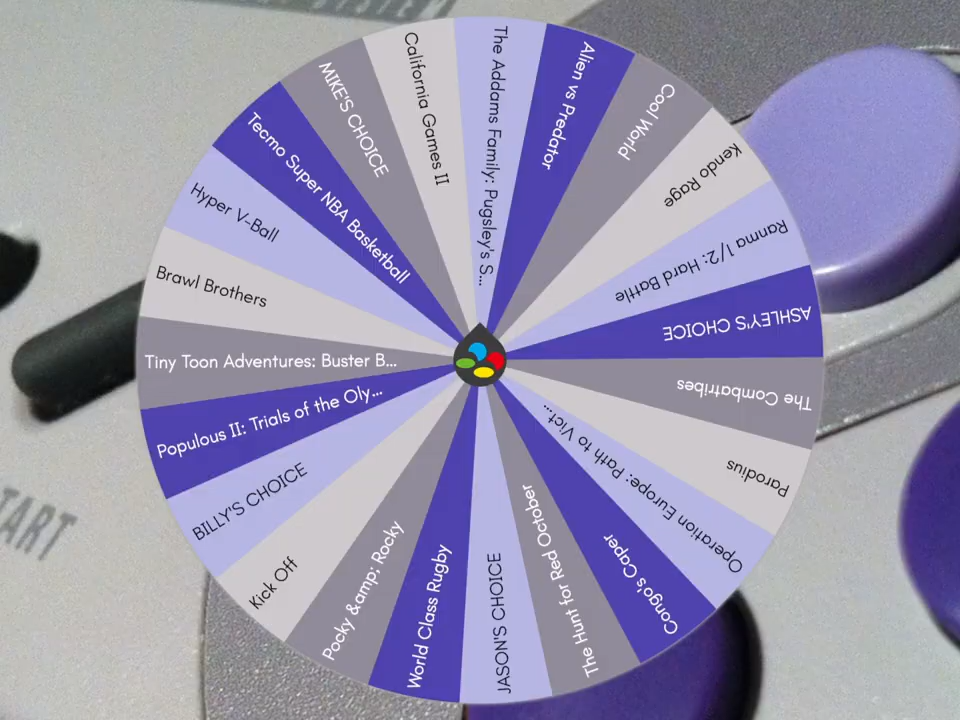 SYSTEM
The Addams Family: Pugsley's S...
Alien vs Predator
Cool World
Kendo Rage
Ranma 1/2: Hard Battle
ASHLEY'S CHOICE
The Combatribes
Parodius
Operation Europe: Path to Vict...
Congo's Caper
The Hunt for Red October
JASON'S CHOICE
World Class Rugby
Pocky &amp; Rocky
Kick Off
BILLY'S CHOICE
Populous II: Trials of the Oly...
Tiny Toon Adventures: Buster B...
Brawl Brothers
Hyper V-Ball
Tecmo Super NBA Basketball
MIKE'S CHOICE
California Games II
TART